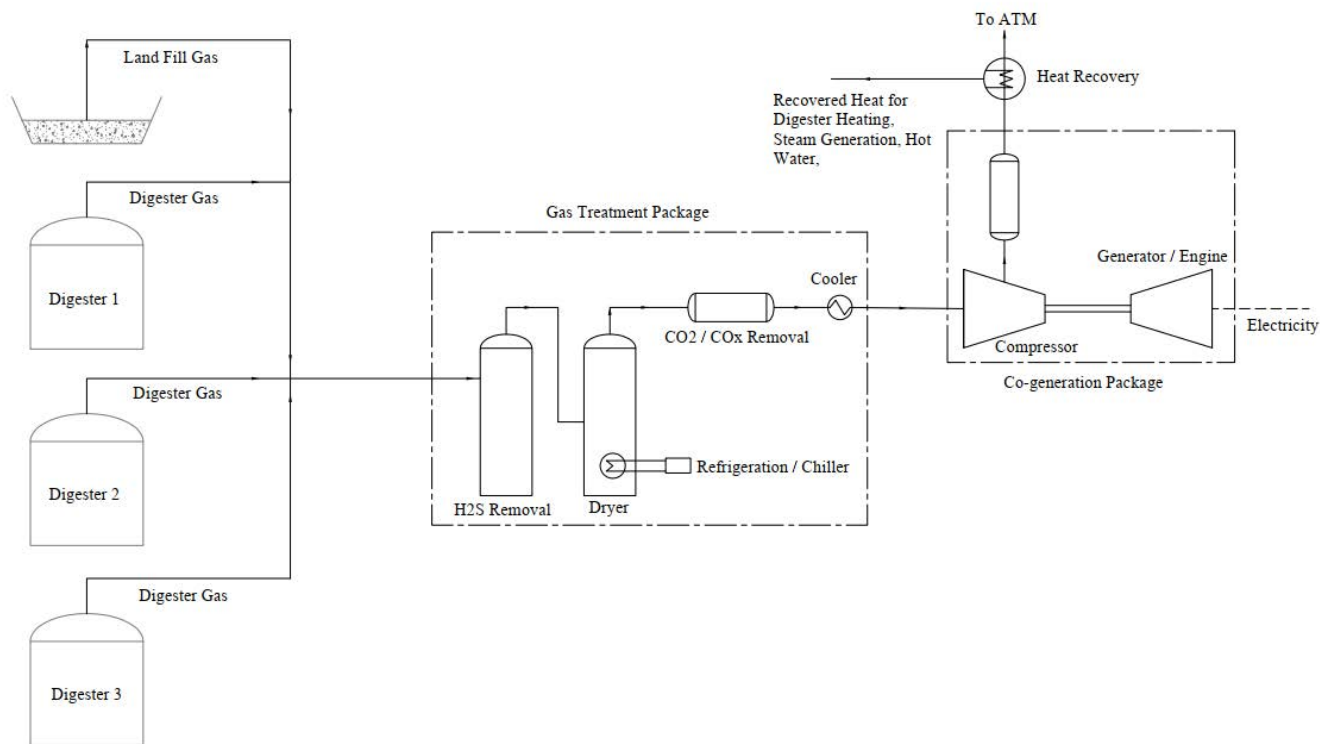 To ATM
Land Fill Gas
Heat Recovery
Recovered Heat for
Digester Heating,
Steam Generation, Hot
Water,
Digester Gas
Gas Treatment Package
Generator / Engine
Cooler
Digester 1
CO2 / COx Removal
Electricity
Compressor
Co-generation Package
Digester Gas
Refrigeration / Chiller
Digester 2
H2S Removal
Dryer
Digester Gas
Digester 3